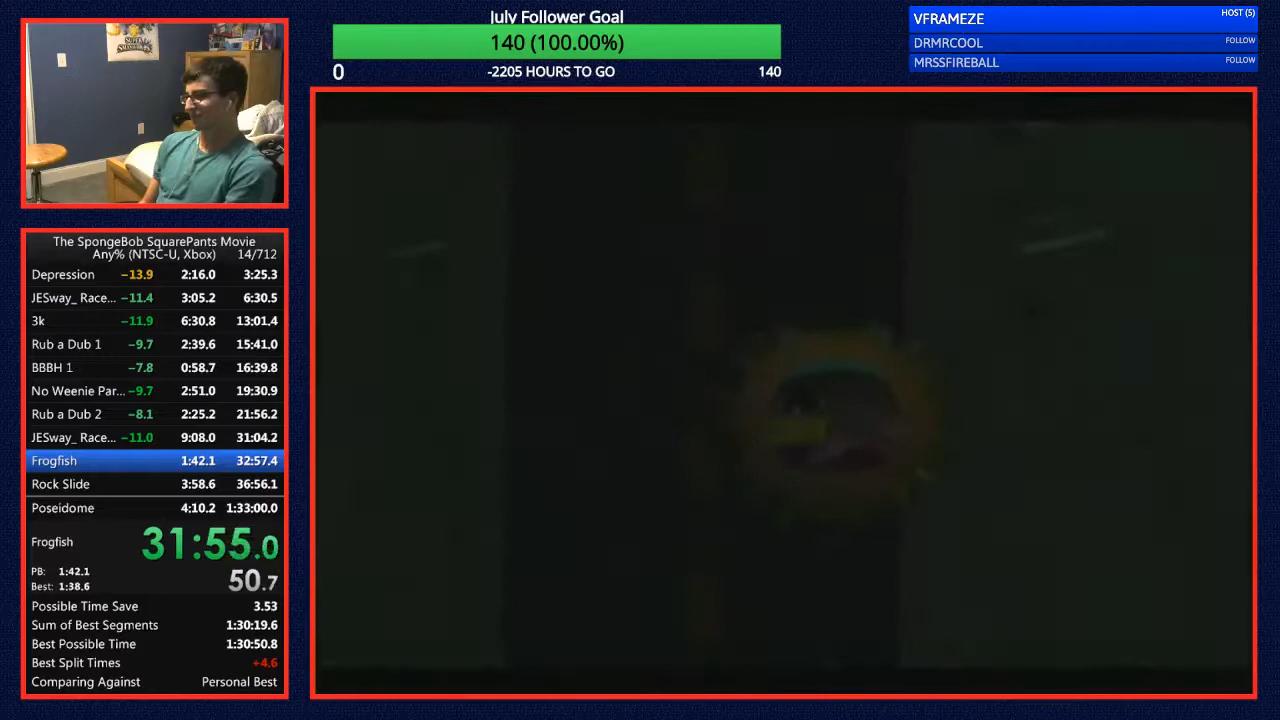 July Follower Goal
140 (100.00%)
0 -2205 HOURS TO GO 140
VFRAMEZE HOST (5)
DRMRCOOL FOLLOW
MRSSFIREBALL FOLLOW
The SpongeBob SquarePants Movie
Any% (NTSC-U, Xbox) 14/712
Depression −13.9 2:16.0 3:25.3
JESway_ Race... −11.4 3:05.2 6:30.5
3k −11.9 6:30.8 13:01.4
Rub a Dub 1 −9.7 2:39.6 15:41.0
BBBH 1 −7.8 0:58.7 16:39.8
No Weenie Par... −9.7 2:51.0 19:30.9
Rub a Dub 2 −8.1 2:25.2 21:56.2
JESway_ Race... −11.0 9:08.0 31:04.2
Frogfish 1:42.1 32:57.4
Rock Slide 3:58.6 36:56.1
Poseidome 4:10.2 1:33:00.0
Frogfish 31:55.0
PB: 1:42.1
Best: 1:38.6 50.7
Possible Time Save 3.53
Sum of Best Segments 1:30:19.6
Best Possible Time 1:30:50.8
Best Split Times +4.6
Comparing Against Personal Best